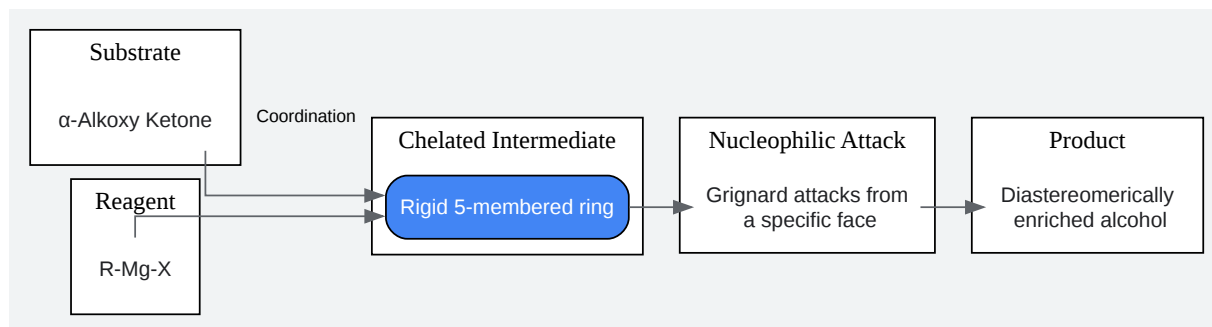 Substrate
α-Alkoxy Ketone
Coordination
Reagent
R-Mg-X
Chelated Intermediate
Rigid 5-membered ring
Nucleophilic Attack
Grignard attacks from
a specific face
Product
Diastereomerically
enriched alcohol